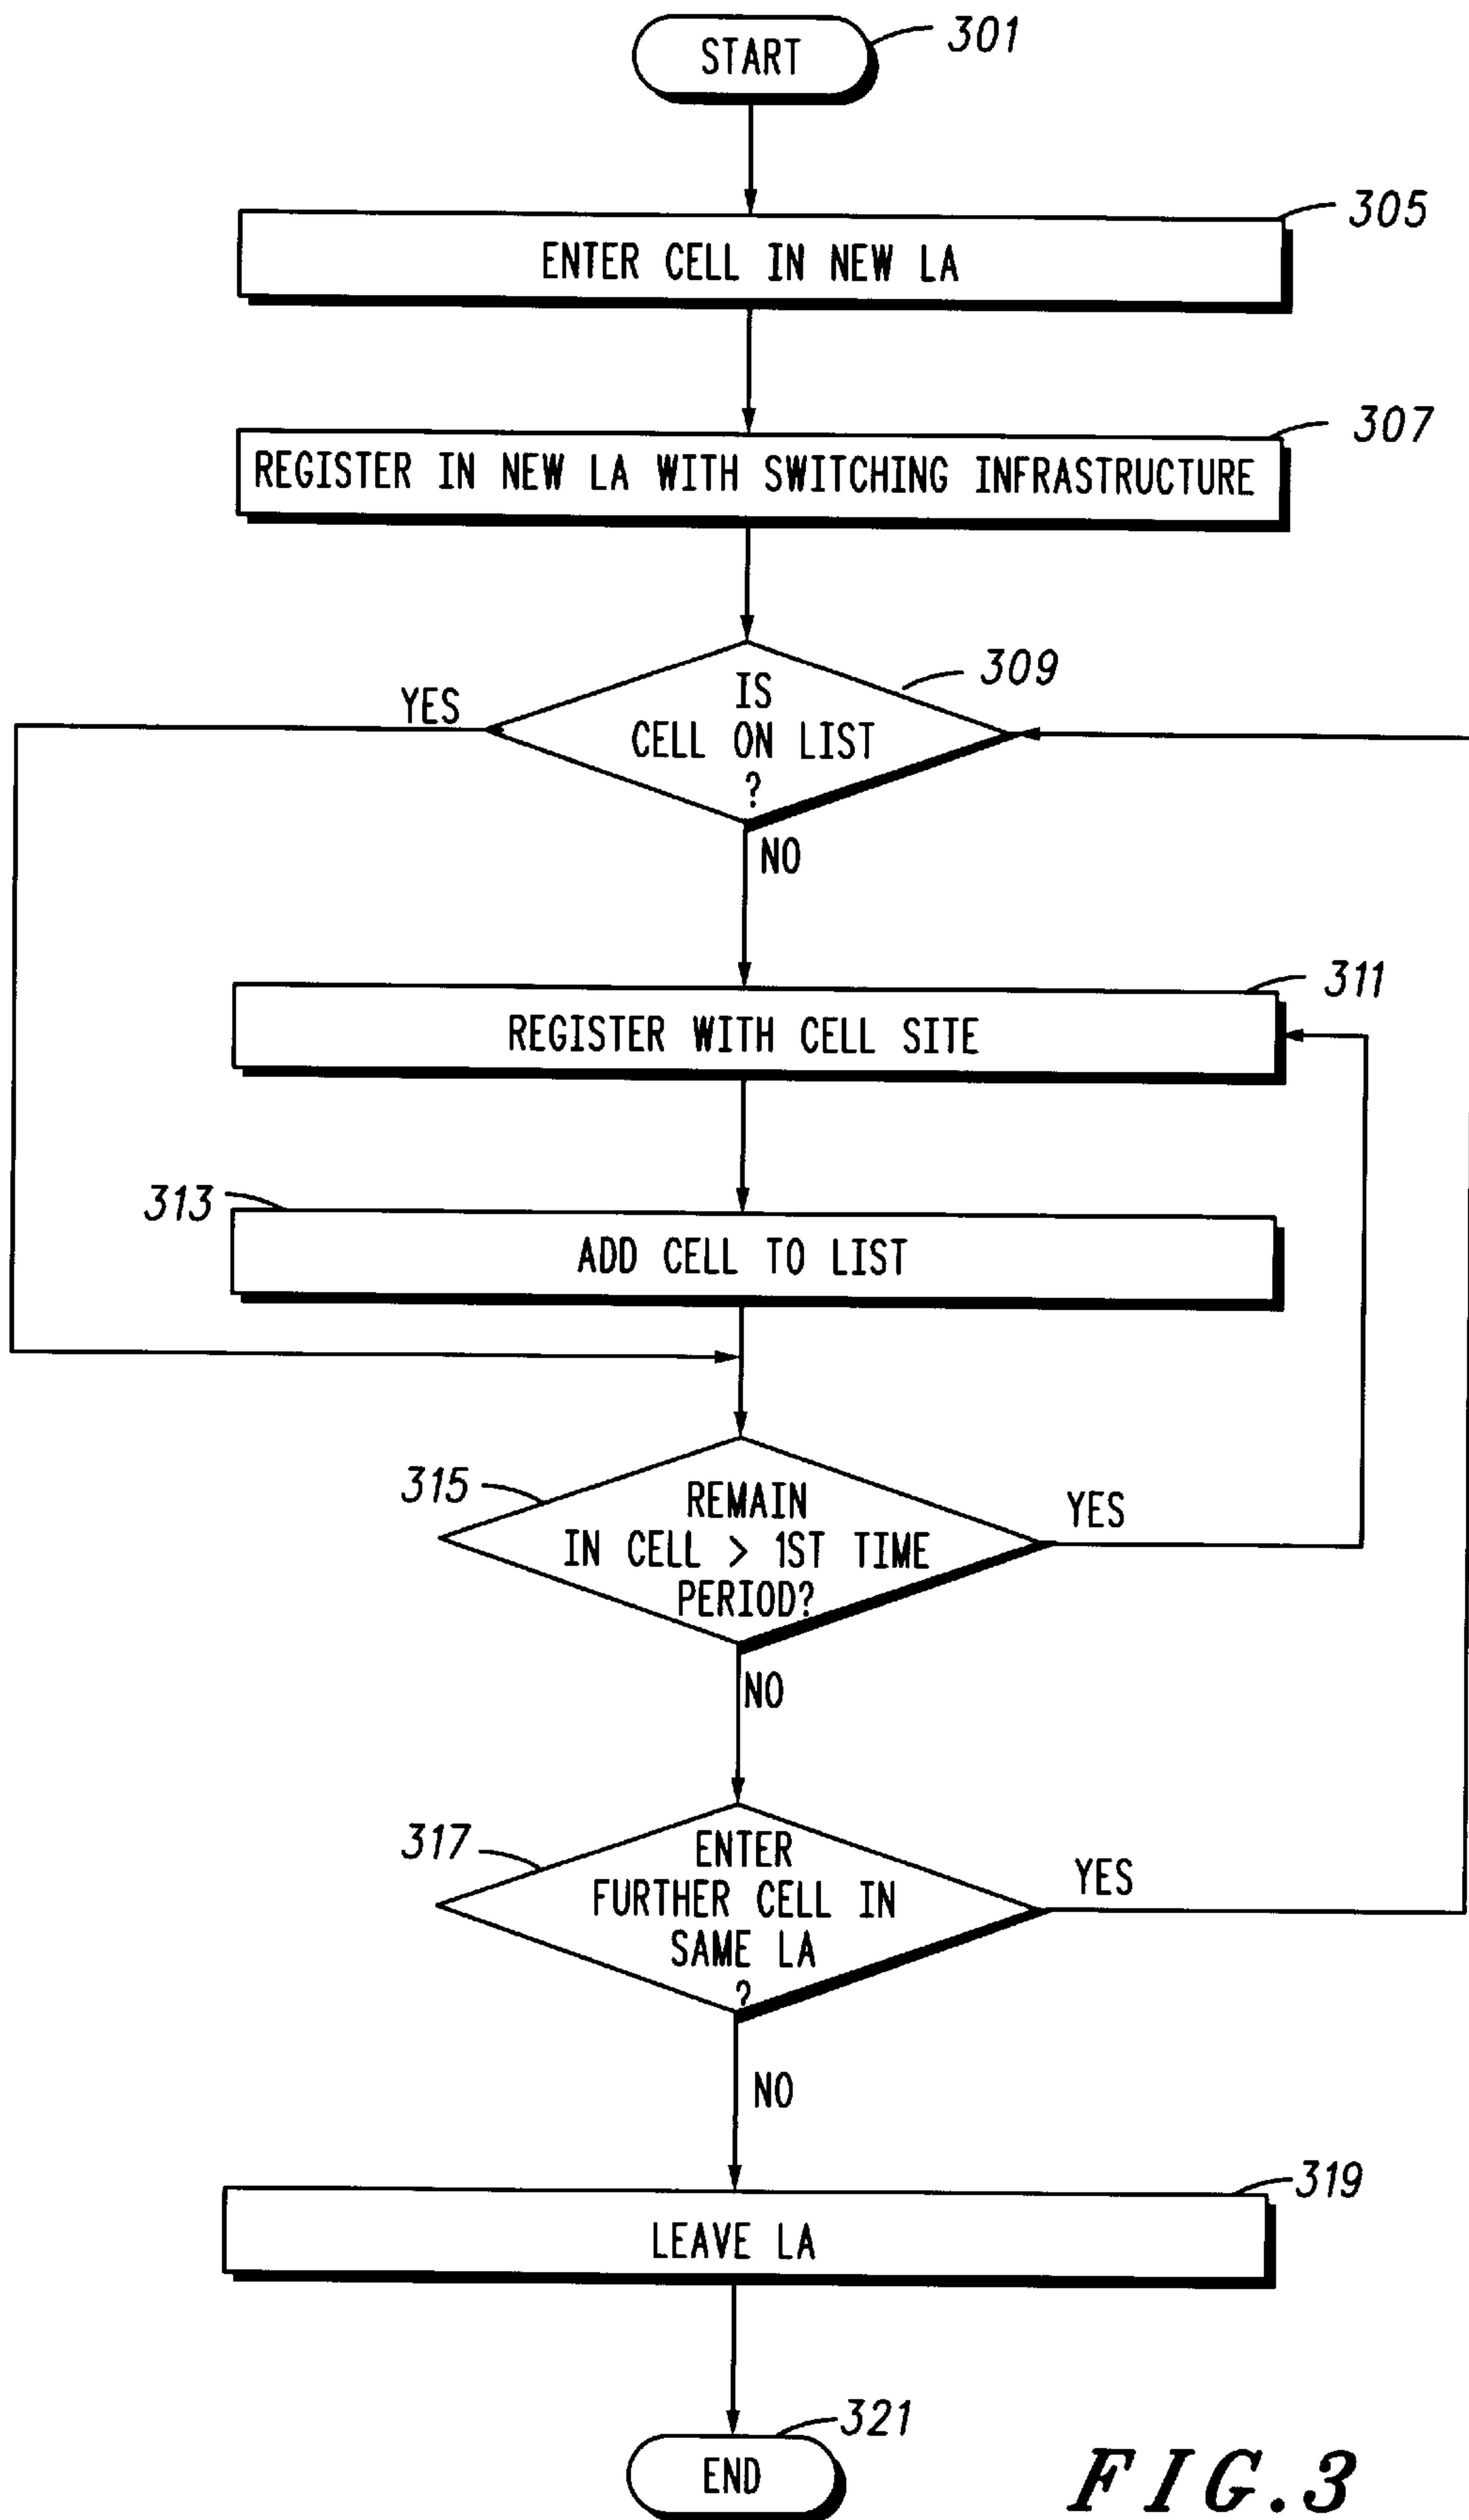 START
301
305
ENTER CELL IN NEW LA
307
REGISTER IN NEW LA WITH SWITCHING INFRASTRUCTURE
309
YES
IS
CELL ON LIST
?
NO
311
REGISTER WITH CELL SITE
313
ADD CELL TO LIST
315
REMAIN
IN CELL > 1ST TIME
PERIOD?
YES
NO
317
ENTER
FURTHER CELL IN
SAME LA
?
YES
NO
319
LEAVE LA
321
END
FIG.3